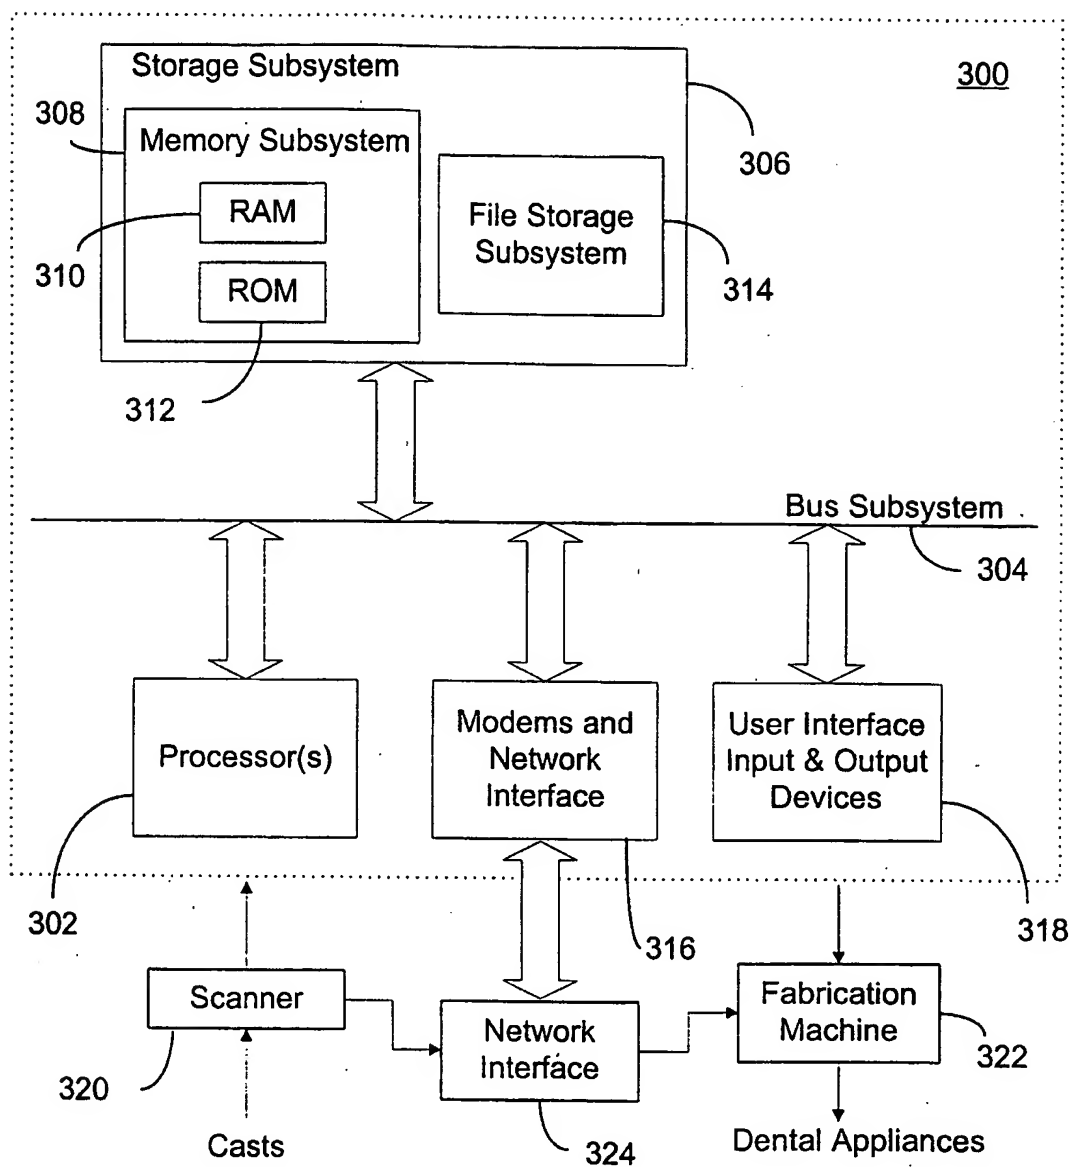 Storage Subsystem
300
308
Memory Subsystem
306
RAM
File Storage
Subsystem
310
ROM
314
312
Bus Subsystem
304
Processor(s)
Modems and
Network
Interface
User Interface
Input & Output
Devices
302
316
318
Scanner
Network
Interface
Fabrication
Machine
320
322
Casts
324
Dental Appliances